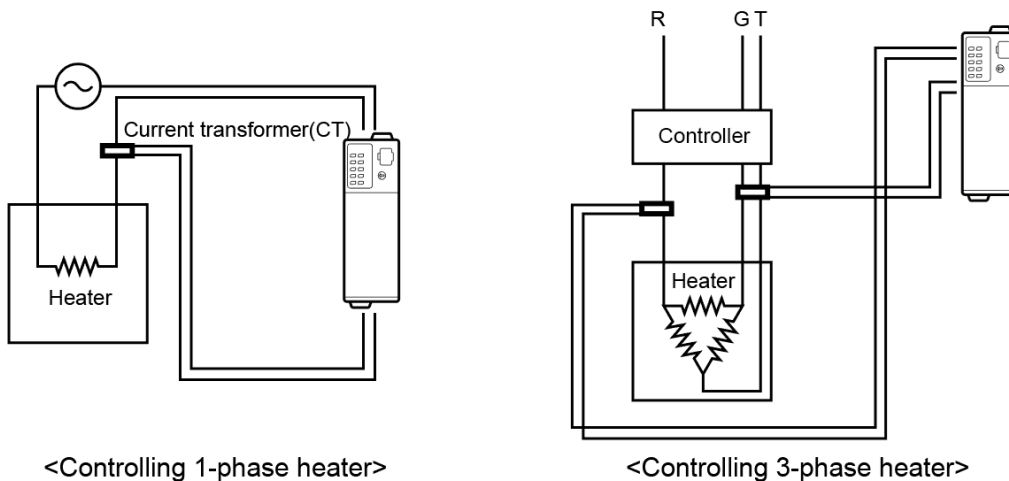 Current transformer(CT)
Heater
<Controlling 1-phase heater>
R G T
Controller
Heater
<Controlling 3-phase heater>